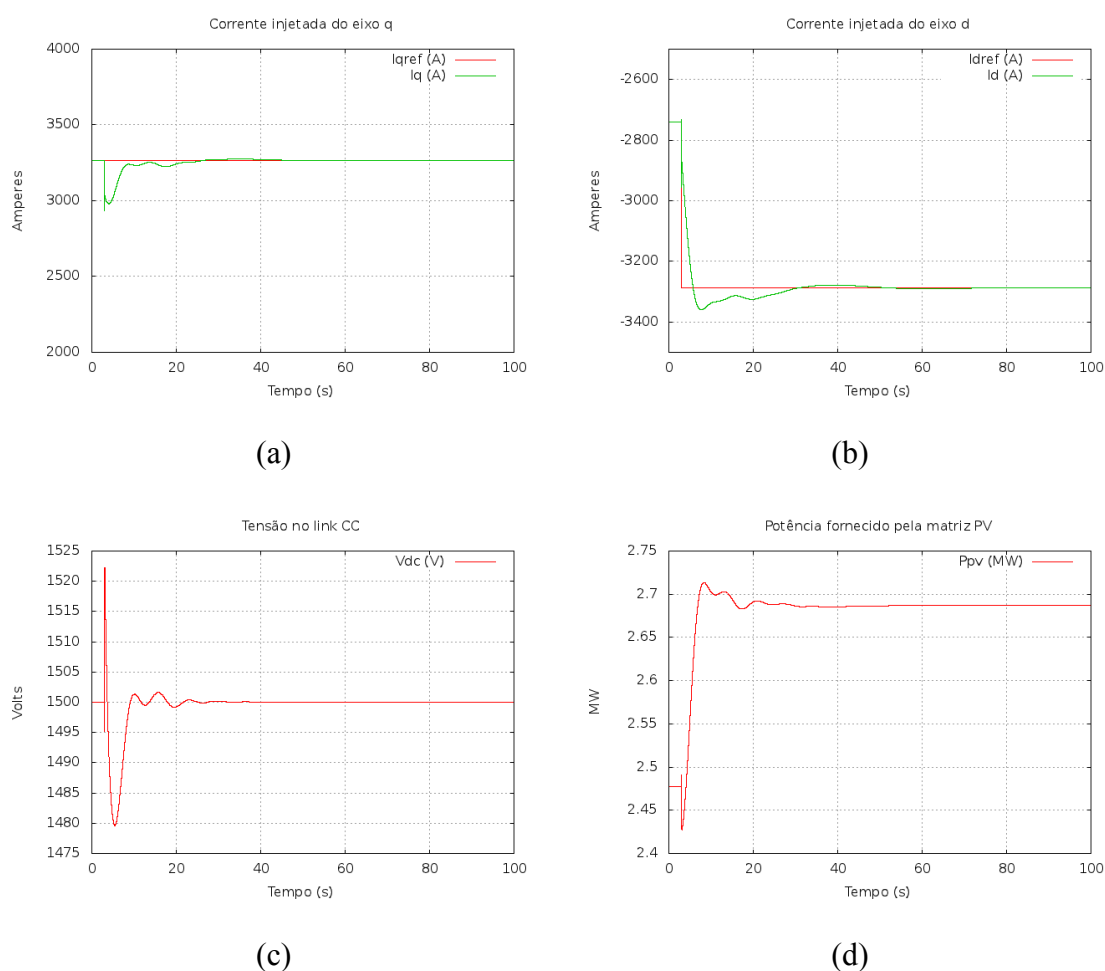 Corrente injetada do eixo q
Iqref (A)
Iq (A)
4000
3500
3000
2500
2000
Amperes
0 20 40 60 80 100
Tempo (s)
(a)
Corrente injetada do eixo d
Idref (A)
Id (A)
-2600
-2800
-3000
-3200
-3400
Amperes
0 20 40 60 80 100
Tempo (s)
(b)
Tensão no link CC
Vdc (V)
1525
1520
1515
1510
1505
1500
1495
1490
1485
1480
1475
Volts
0 20 40 60 80 100
Tempo (s)
(c)
Potência fornecido pela matriz PV
Ppv (MW)
2.75
2.7
2.65
2.6
2.55
2.5
2.45
2.4
MW
0 20 40 60 80 100
Tempo (s)
(d)